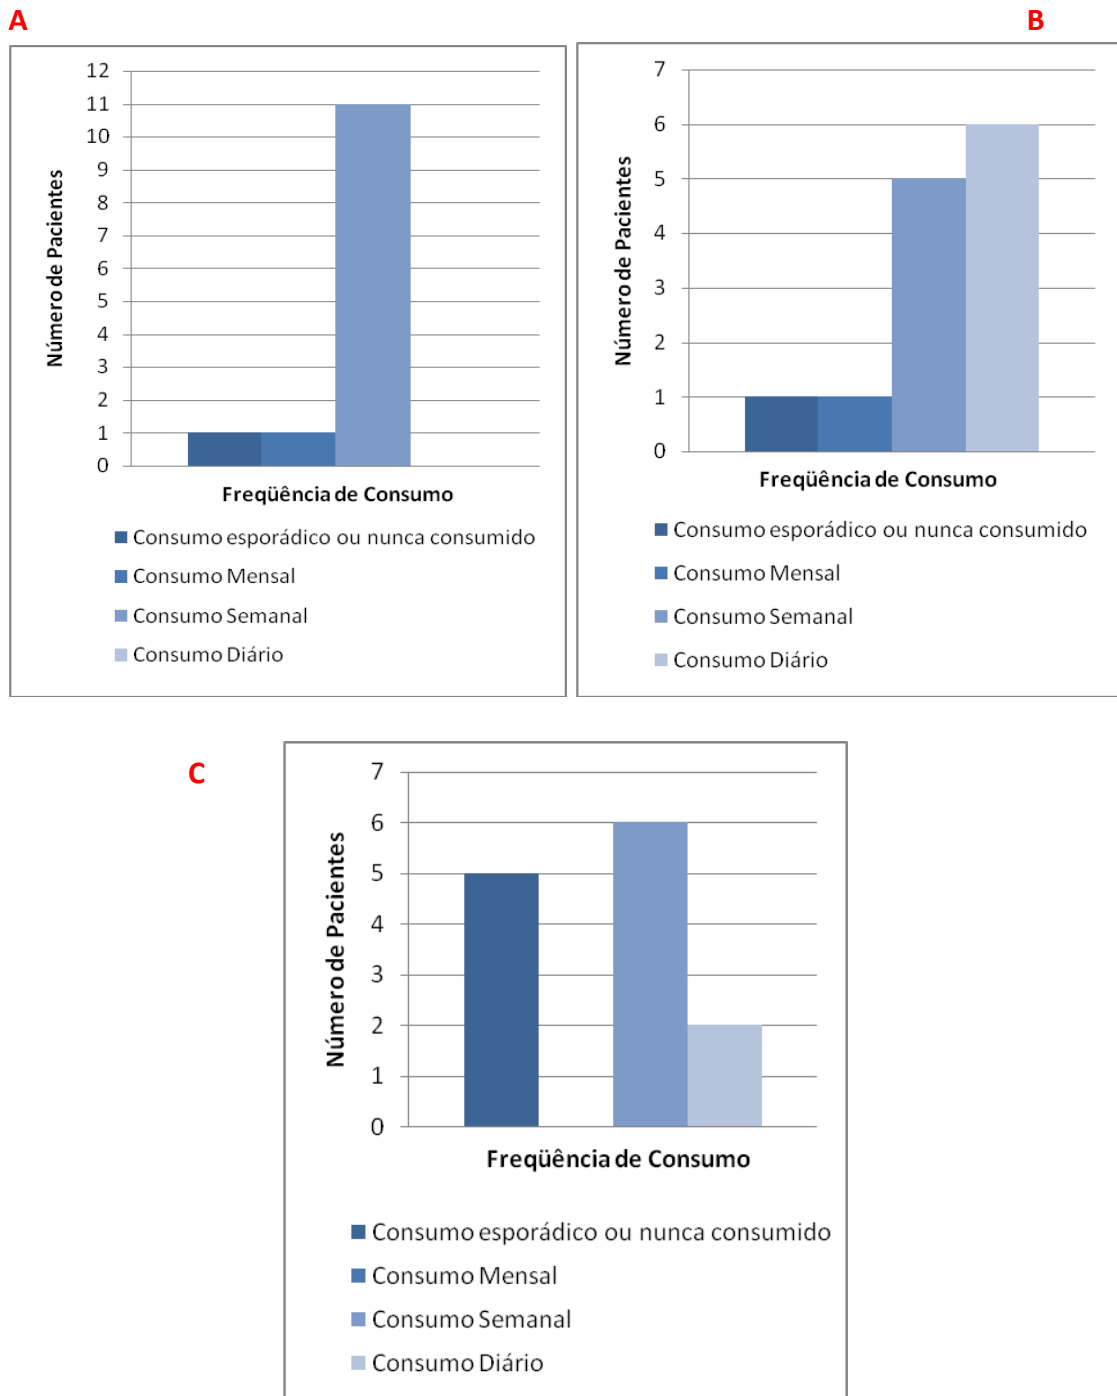 A
B
12
11
10
9
8
7
6
5
4
3
2
1
0
Número de Pacientes
Freqüência de Consumo
Consumo esporádico ou nunca consumido
Consumo Mensal
Consumo Semanal
Consumo Diário
7
6
5
4
3
2
1
0
Número de Pacientes
Freqüência de Consumo
Consumo esporádico ou nunca consumido
Consumo Mensal
Consumo Semanal
Consumo Diário
C
7
6
5
4
3
2
1
0
Número de Pacientes
Freqüência de Consumo
Consumo esporádico ou nunca consumido
Consumo Mensal
Consumo Semanal
Consumo Diário